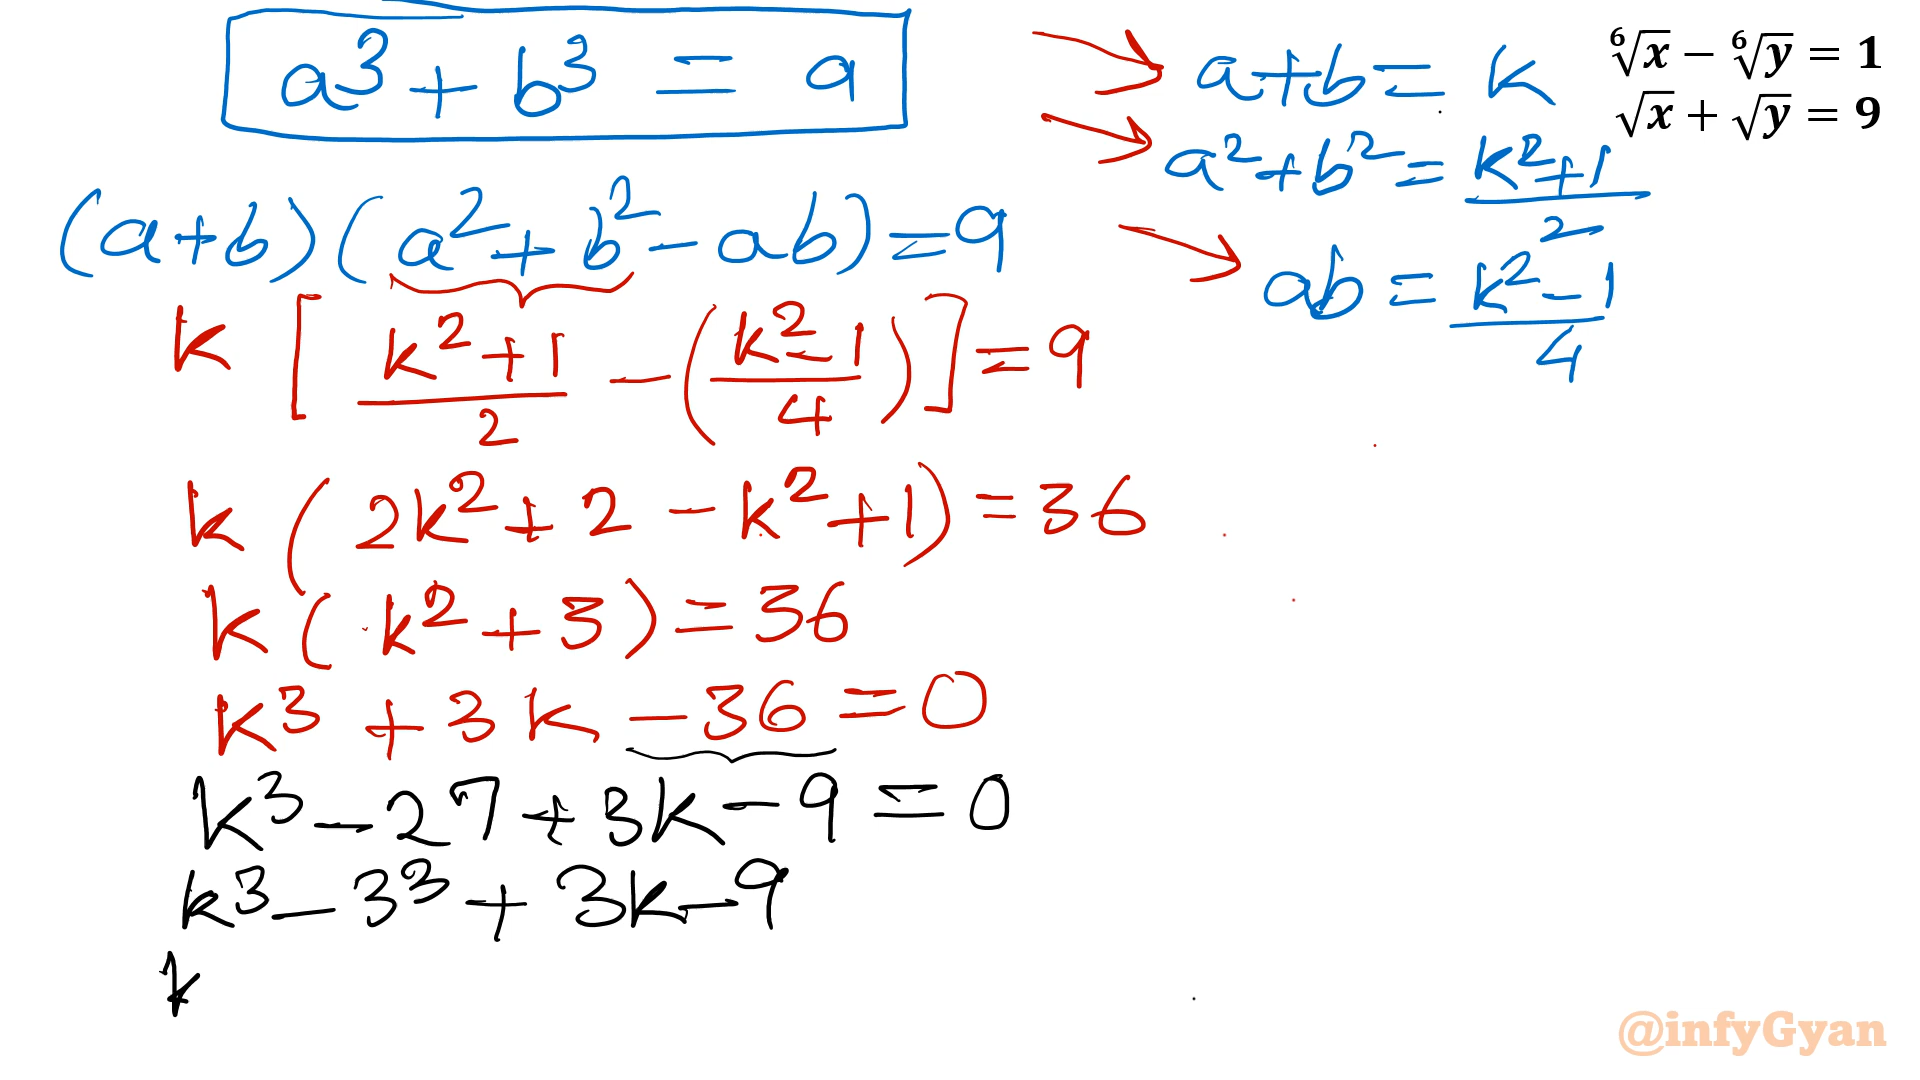 a³ + b³ = 9
(a+b)(a²+b²−ab)=9
k [ (k²+1)/2 − ((k²−1)/4) ] = 9
k ( 2k²+2 − k²+1 ) = 36
k ( k² + 3 ) = 36
k³ + 3k − 36 = 0
k³ − 27 + 3k − 9 = 0
k³ − 3³ + 3k − 9
k
a+b = k
a²+b² = (k²+1)/2
ab = (k²−1)/4
⁶√x − ⁶√y = 1
√x + √y = 9
@infyGyan